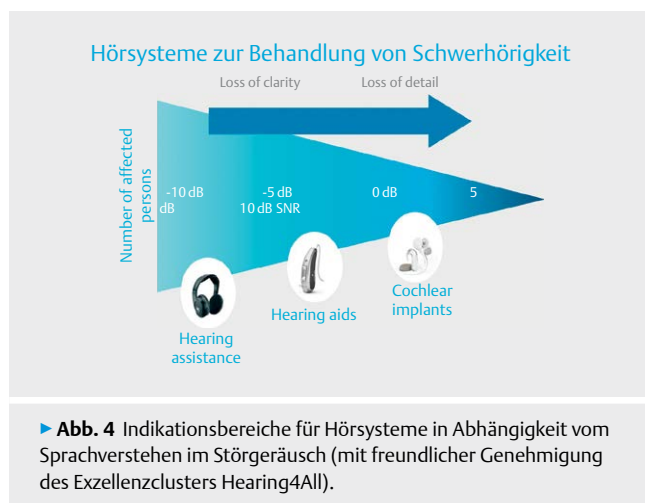 Hörsysteme zur Behandlung von Schwerhörigkeit
Loss of clarity Loss of detail
Number of affected
persons
-10 dB -5 dB 0 dB 5
dB 10 dB SNR
Hearing
assistance
Hearing aids
Cochlear
implants
► Abb. 4 Indikationsbereiche für Hörsysteme in Abhängigkeit vom
Sprachverstehen im Störgeräusch (mit freundlicher Genehmigung
des Exzellenzclusters Hearing4All).